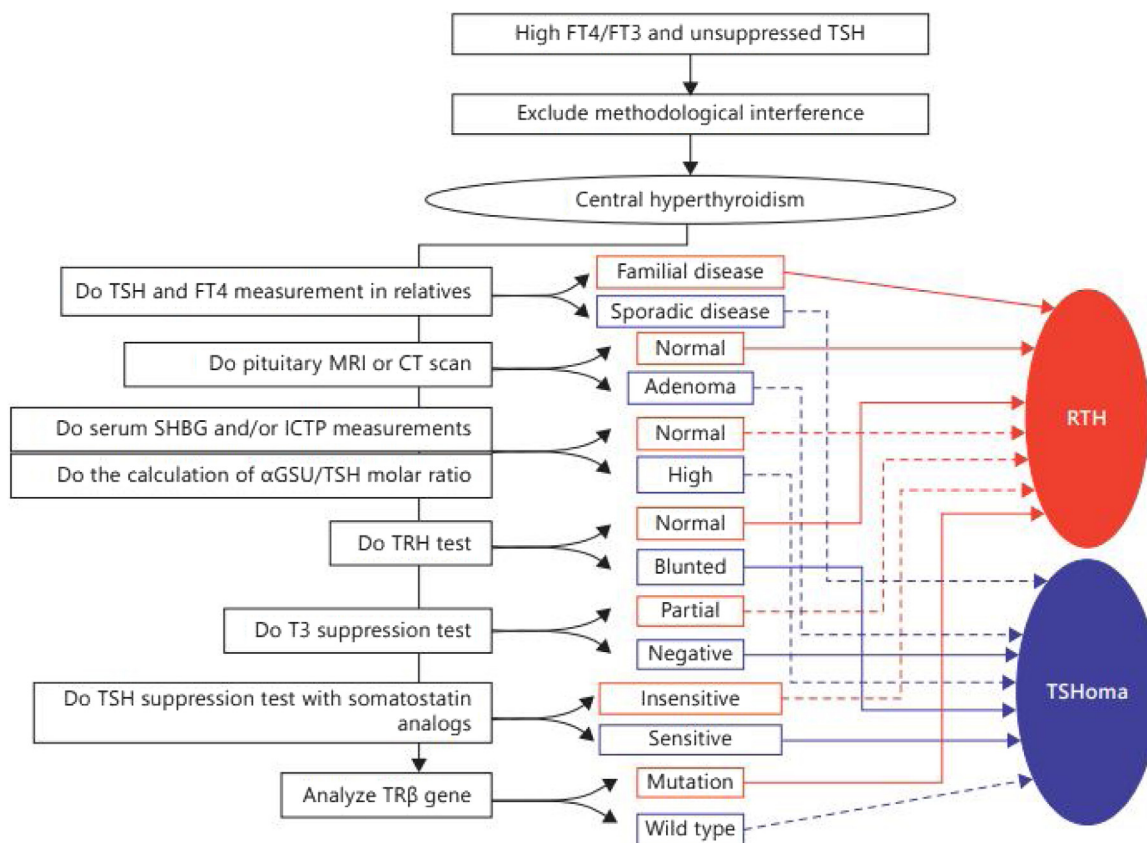 High FT4/FT3 and unsuppressed TSH
Exclude methodological interference
Central hyperthyroidism
Do TSH and FT4 measurement in relatives
Familial disease
Sporadic disease
Do pituitary MRI or CT scan
Normal
Adenoma
Do serum SHBG and/or ICTP measurements
Do the calculation of αGSU/TSH molar ratio
Normal
High
Do TRH test
Normal
Blunted
Do T3 suppression test
Partial
Negative
Do TSH suppression test with somatostatin
analogs
Insensitive
Sensitive
Analyze TRβ gene
Mutation
Wild type
RTH
TSHoma